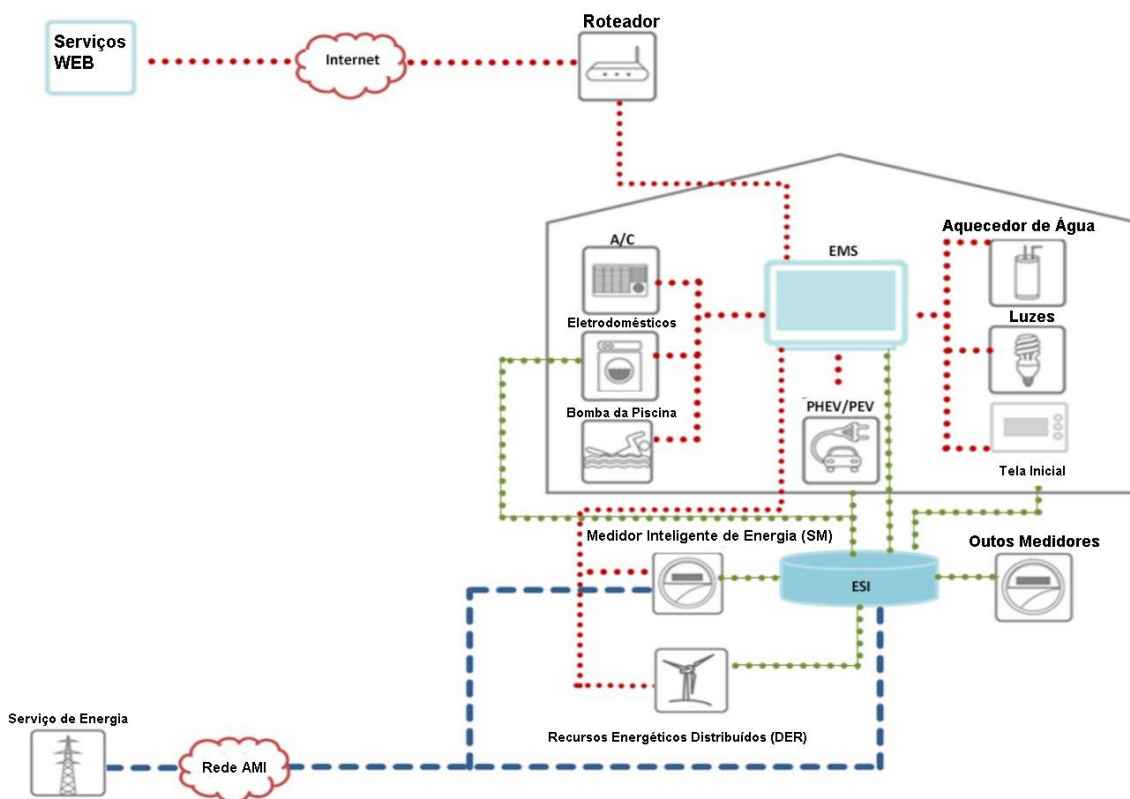 Roteador
Serviços
WEB
Internet
A/C
EMS
Aquecedor de Água
Eletrodomésticos
Luzes
Bomba da Piscina
PHEV/PEV
Tela Inicial
Medidor Inteligente de Energia (SM)
Outos Medidores
ESI
Serviço de Energia
Recursos Energéticos Distribuídos (DER)
Rede AMI